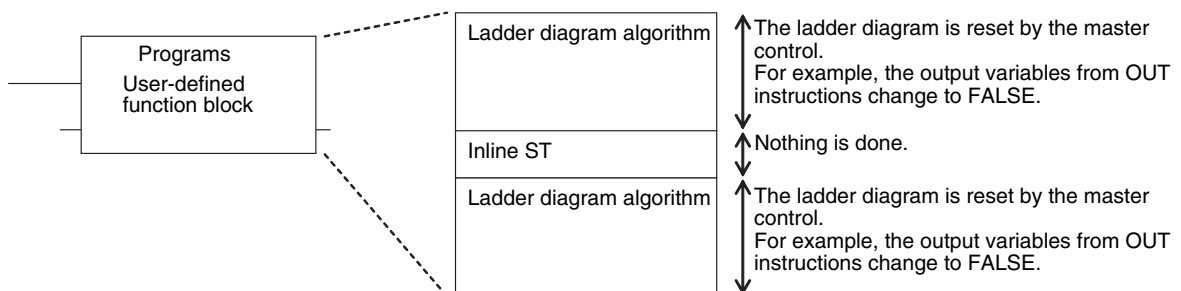 Programs
User-defined
function block
Ladder diagram algorithm
The ladder diagram is reset by the master
control.
For example, the output variables from OUT
instructions change to FALSE.
Inline ST
Nothing is done.
Ladder diagram algorithm
The ladder diagram is reset by the master
control.
For example, the output variables from OUT
instructions change to FALSE.